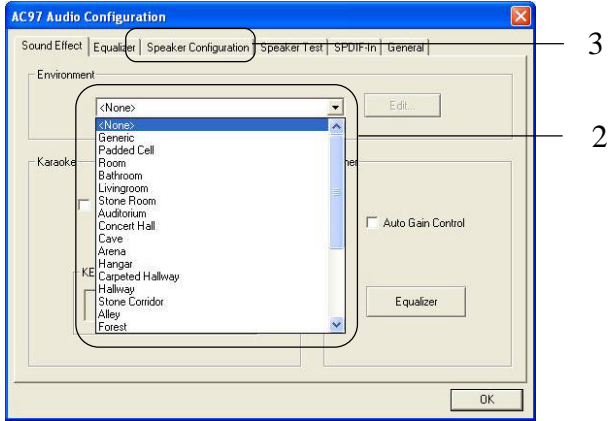 AC97 Audio Configuration
Sound Effect Equalizer Speaker Configuration Speaker Test SPDIF-In General
3
Environment
<None>
Edit...
2
<None>
Generic
Padded Cell
Room
Bathroom
Livingroom
Stone Room
Auditorium
Concert Hall
Cave
Arena
Hangar
Carpeted Hallway
Hallway
Stone Corridor
Alley
Forest
Karaoke
Auto Gain Control
KE
Equalizer
OK